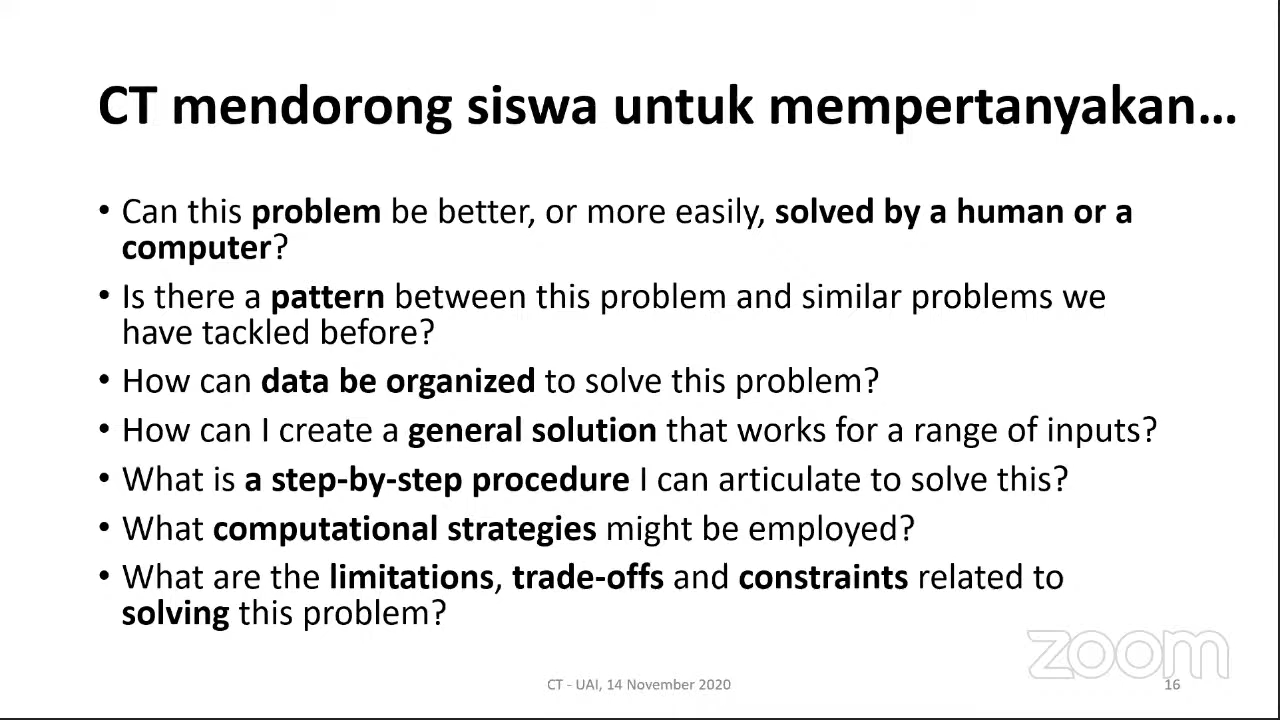 CT mendorong siswa untuk mempertanyakan...
• Can this problem be better, or more easily, solved by a human or a
computer?
• Is there a pattern between this problem and similar problems we
have tackled before?
• How can data be organized to solve this problem?
• How can I create a general solution that works for a range of inputs?
• What is a step-by-step procedure I can articulate to solve this?
• What computational strategies might be employed?
• What are the limitations, trade-offs and constraints related to
solving this problem?
zoom
CT - UAI, 14 November 2020
16